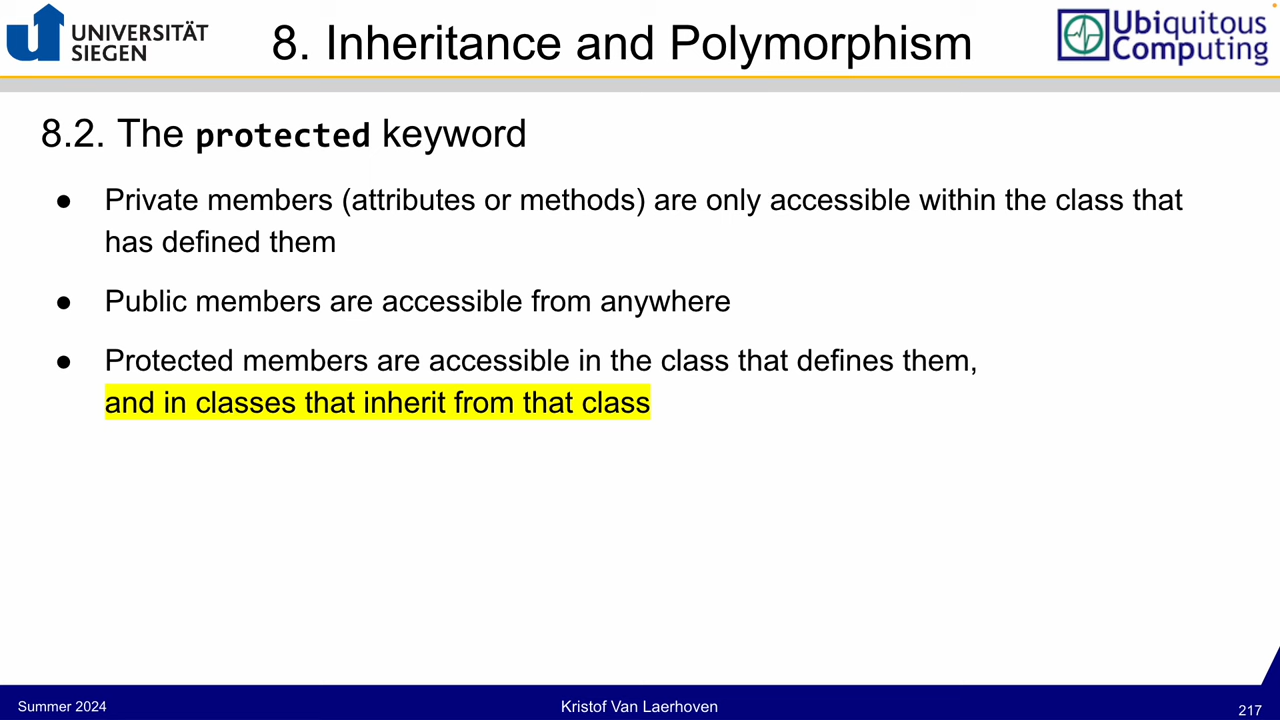 UNIVERSITÄT
SIEGEN
8. Inheritance and Polymorphism
Ubiquitous
Computing
8.2. The protected keyword
● Private members (attributes or methods) are only accessible within the class that
has defined them
● Public members are accessible from anywhere
● Protected members are accessible in the class that defines them,
and in classes that inherit from that class
Summer 2024
Kristof Van Laerhoven
217